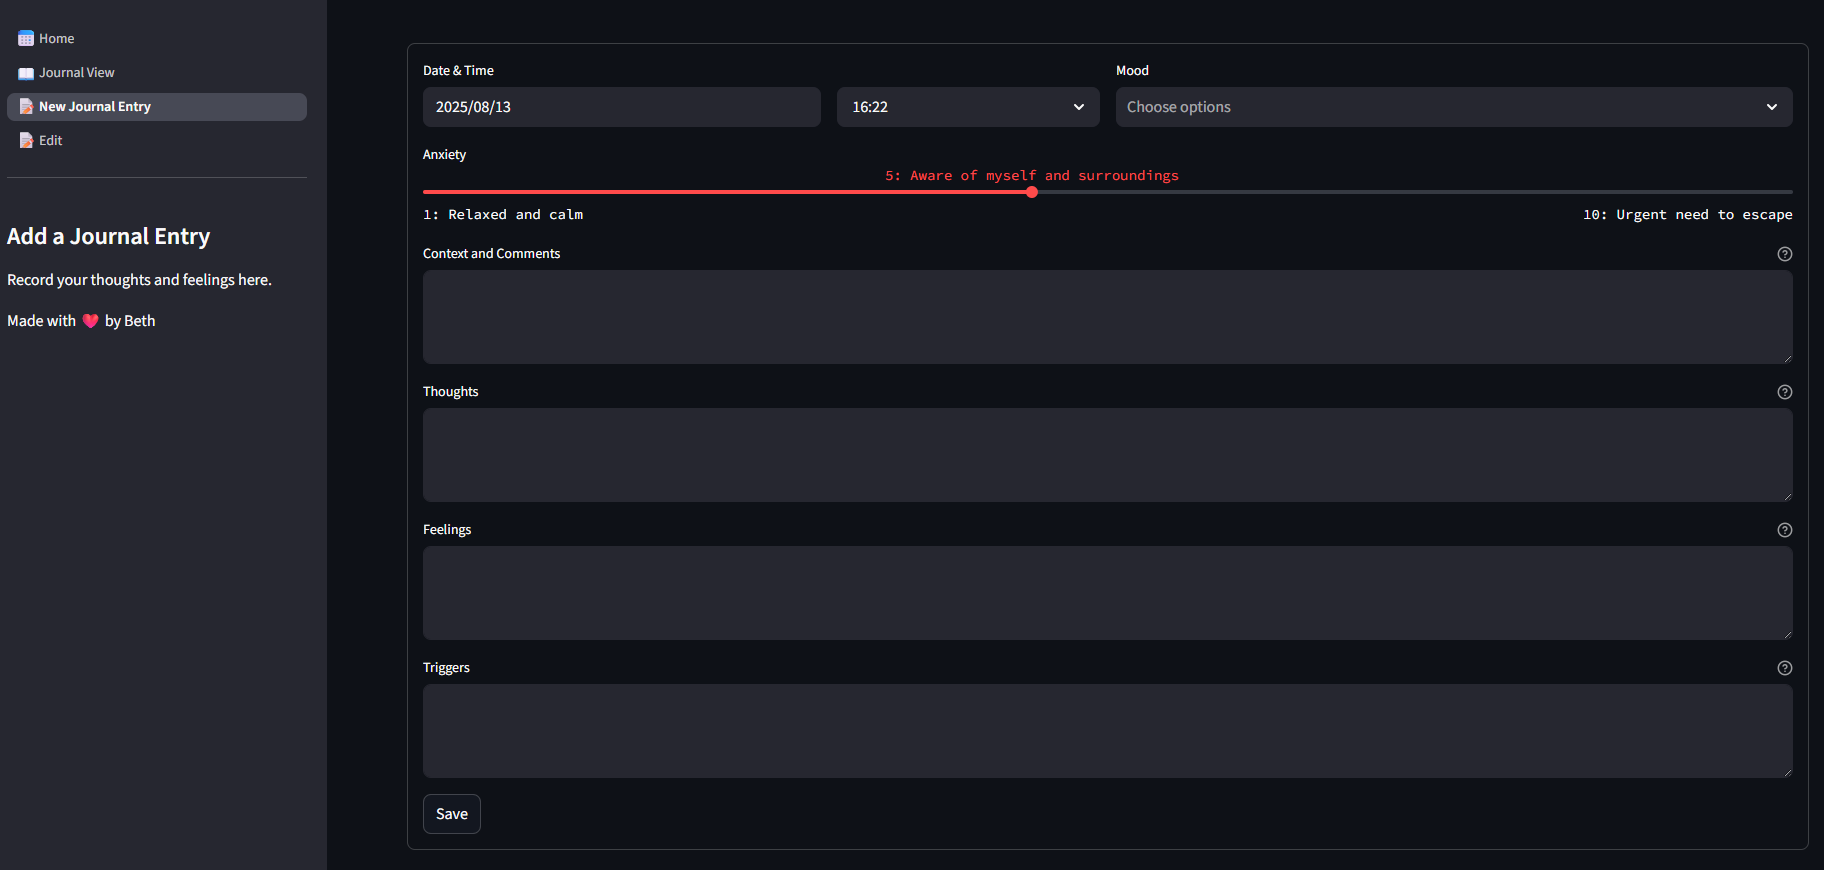 Home
Journal View
New Journal Entry
Edit
Add a Journal Entry
Record your thoughts and feelings here.
Made with ❤️ by Beth
Date & Time
Mood
2025/08/13
16:22
Choose options
Anxiety
5: Aware of myself and surroundings
1: Relaxed and calm
10: Urgent need to escape
Context and Comments
Thoughts
Feelings
Triggers
Save